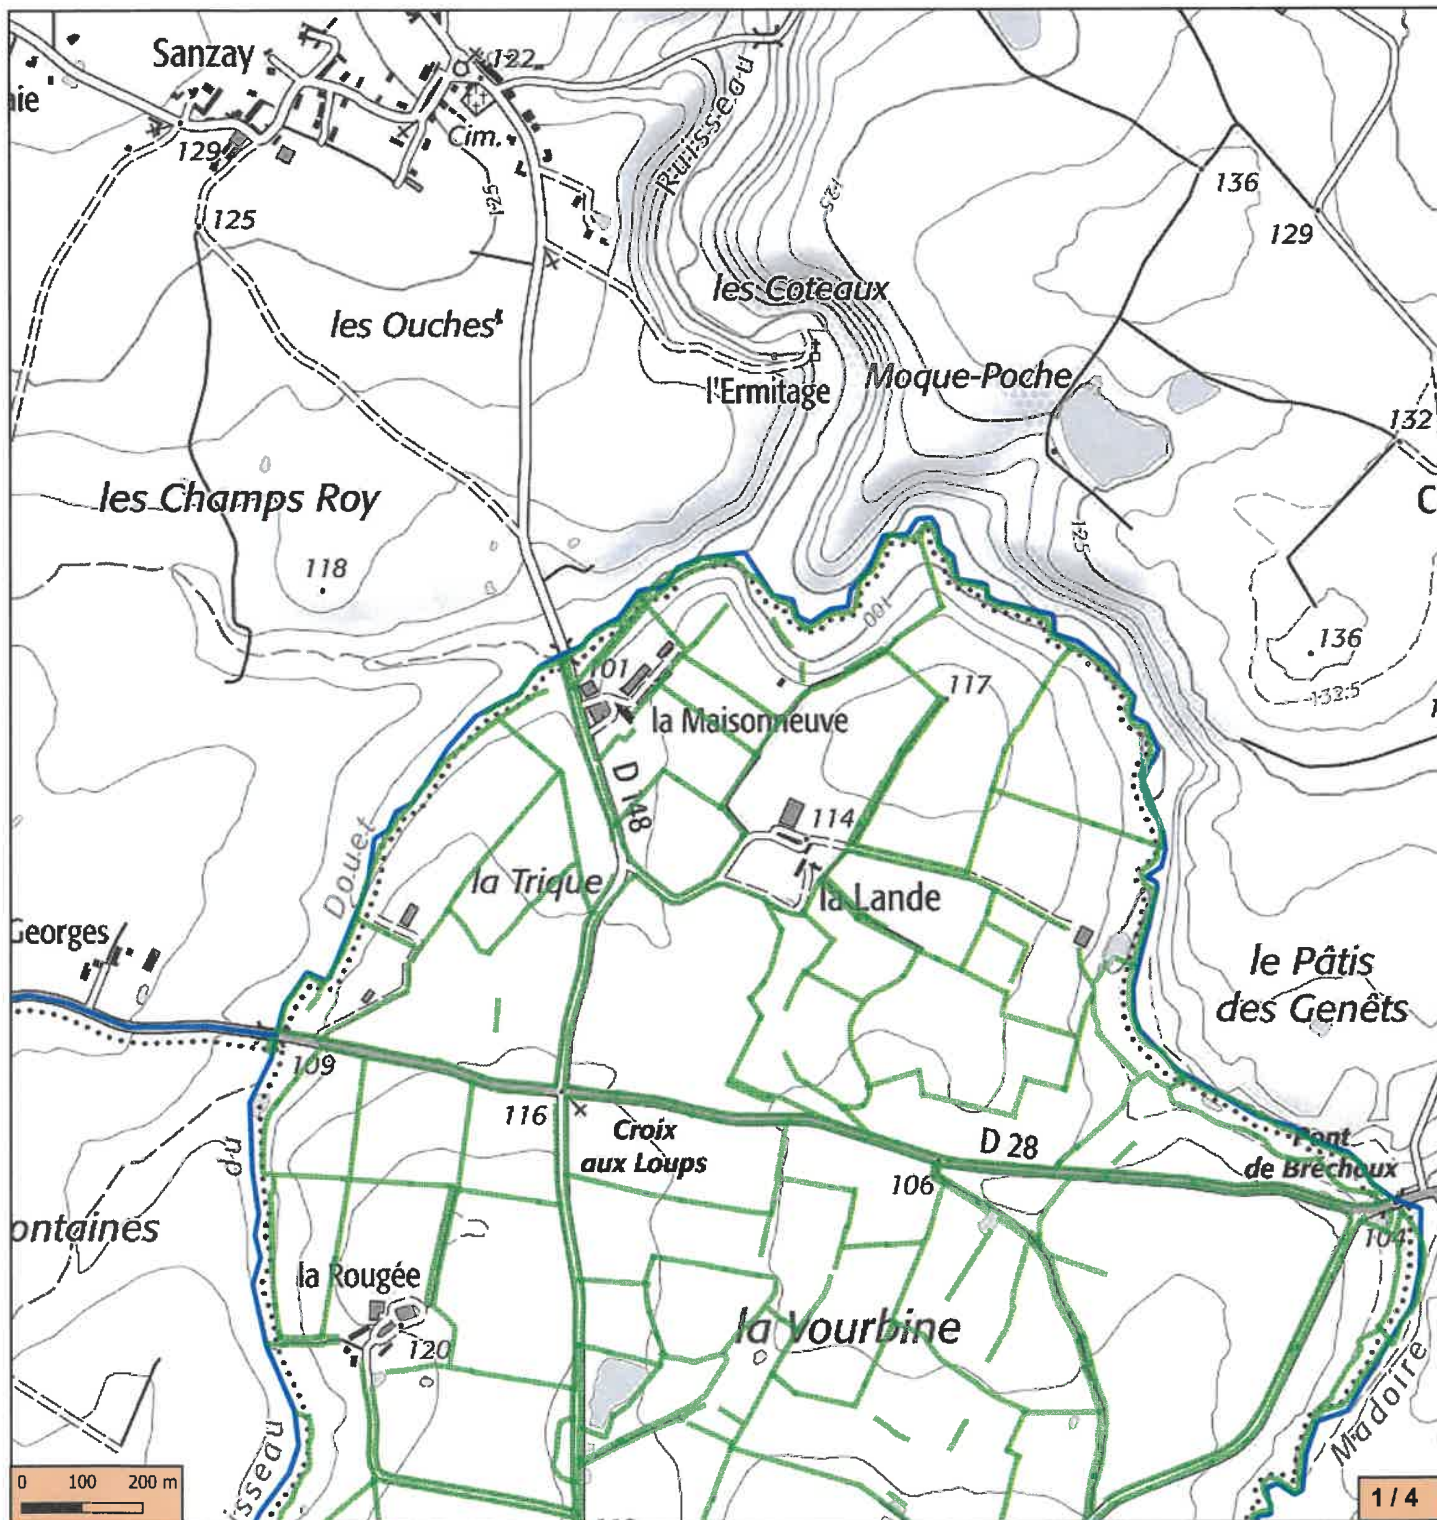 Sanzay
122
aie
Cim.
129
Ruisseau
125
125
125
136
129
les Coteaux
les Ouches
l'Ermitage
Moque-Poche
132
C
les Champs Roy
125
118
100
136
132.5
101
117
la Maisonneuve
D 148
114
Douet
la Trique
la Lande
Georges
le Pâtis
des Genêts
109
116
Croix
aux Loups
D 28
Pont
de Bréchoux
du
106
104
ontaines
la Rougée
la Vourbine
120
Madoire
isseau
0 100 200 m
1 / 4